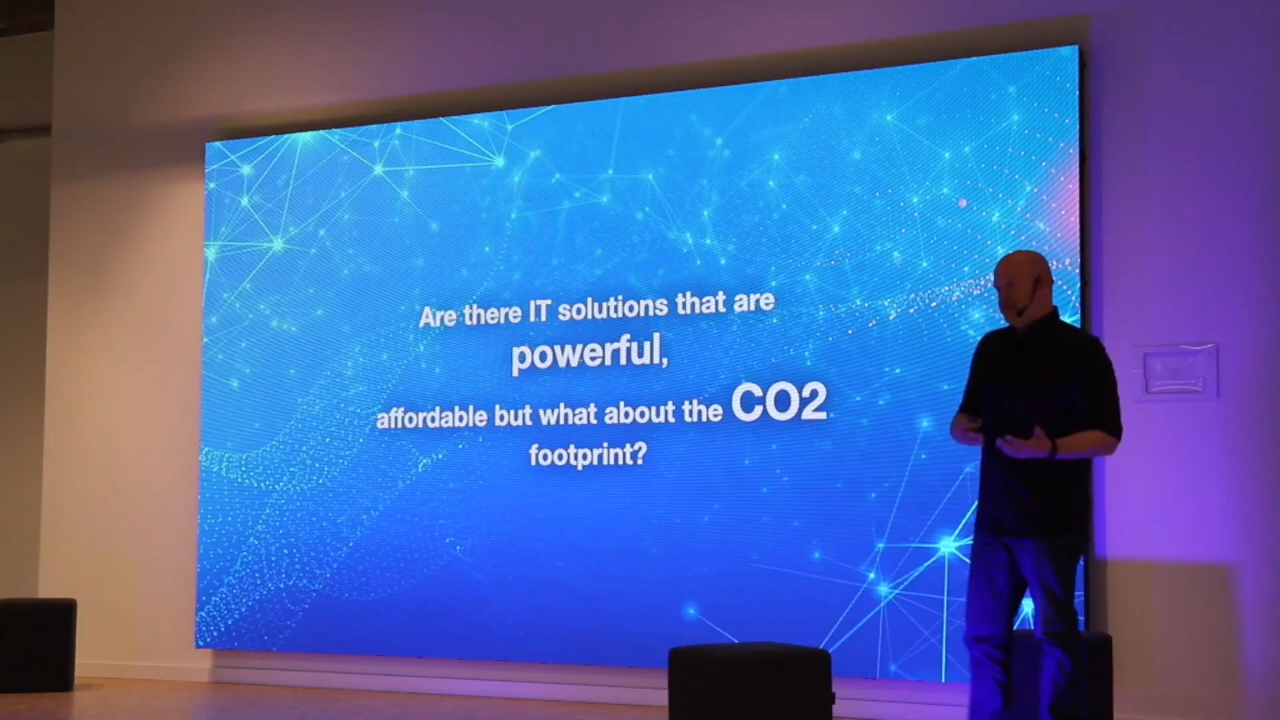 Are there IT solutions that are
powerful,
affordable but what about the CO2
footprint?